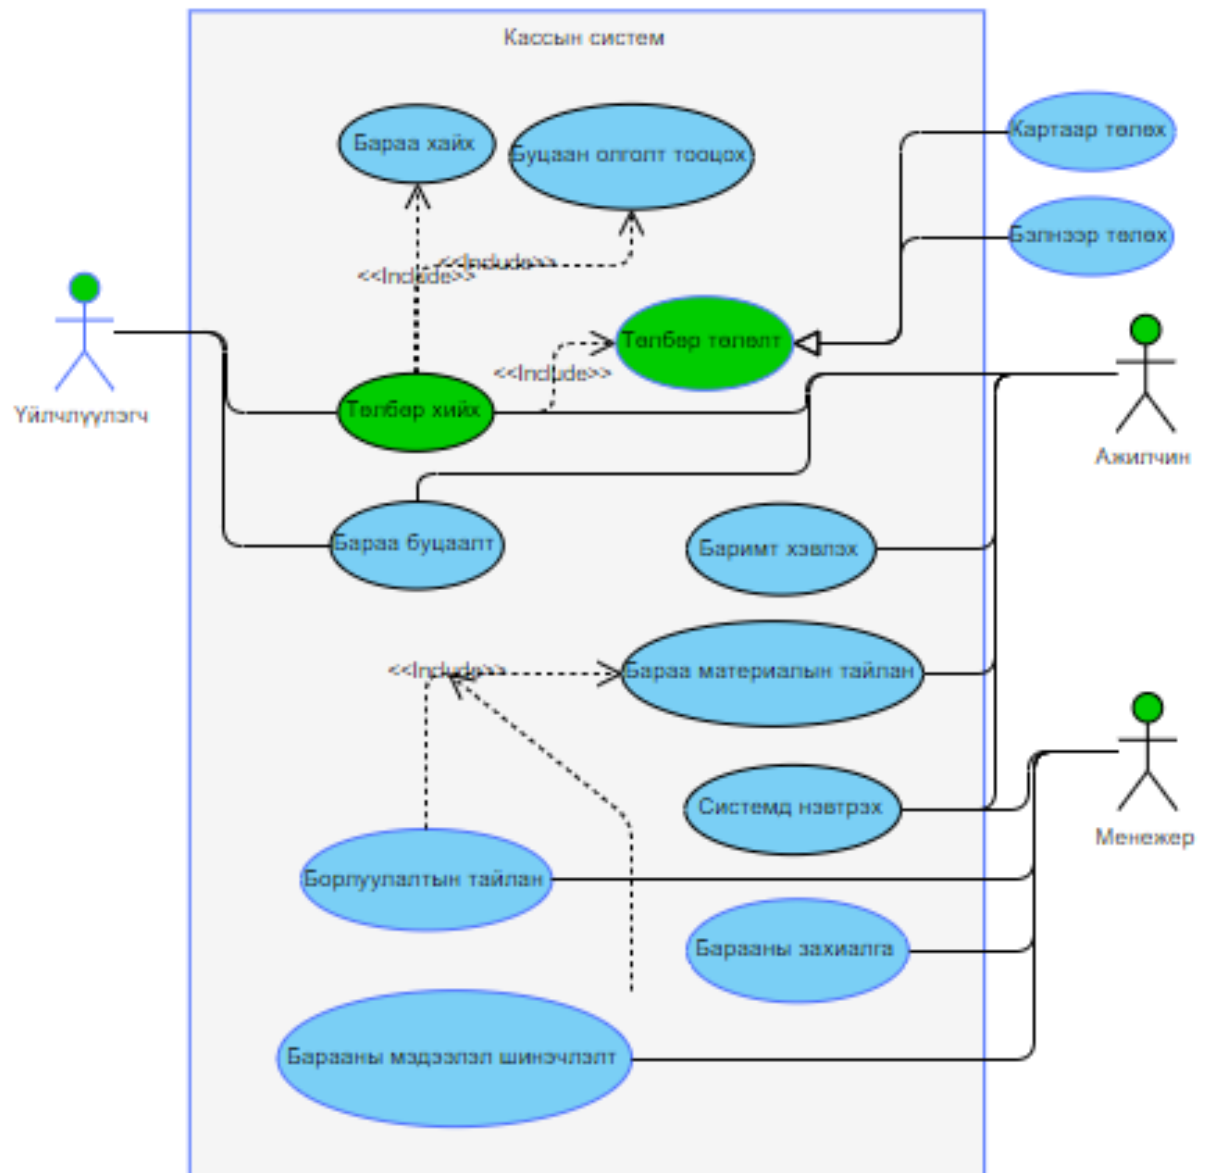 Кассын систем
Бараа хайх
Буцаан олголт тооцох
Картаар төлөх
Бэлнээр төлөх
<<Include>>
<<Include>>
Төлбөр төлөлт
<<Include>>
Үйлчлүүлэгч
Төлбөр хийх
Ажилчин
Бараа буцаалт
Баримт хэвлэх
<<Include>>
Бараа материалын тайлан
Системд нэвтрэх
Менежер
Борлуулалтын тайлан
Барааны захиалга
Барааны мэдээлэл шинэчлэлт